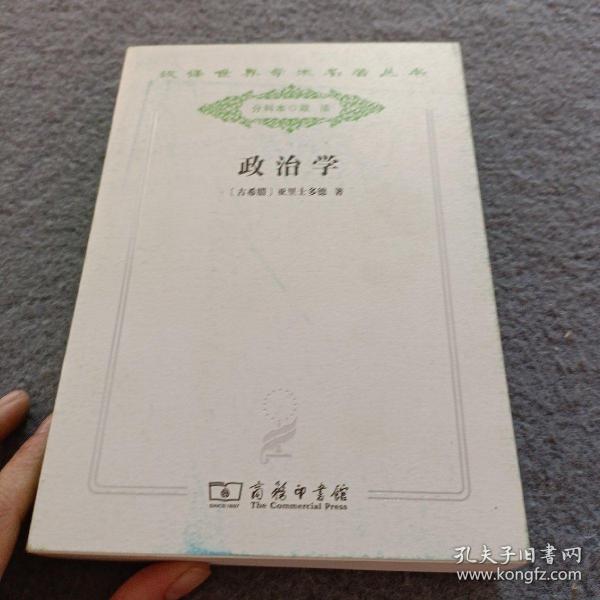 汉译世界学术名著丛书
分科本◇政法
政治学
〔古希腊〕亚里士多德 著
SINCE 1897
商务印书馆
The Commercial Press
孔夫子旧书网
www.kongfz.com